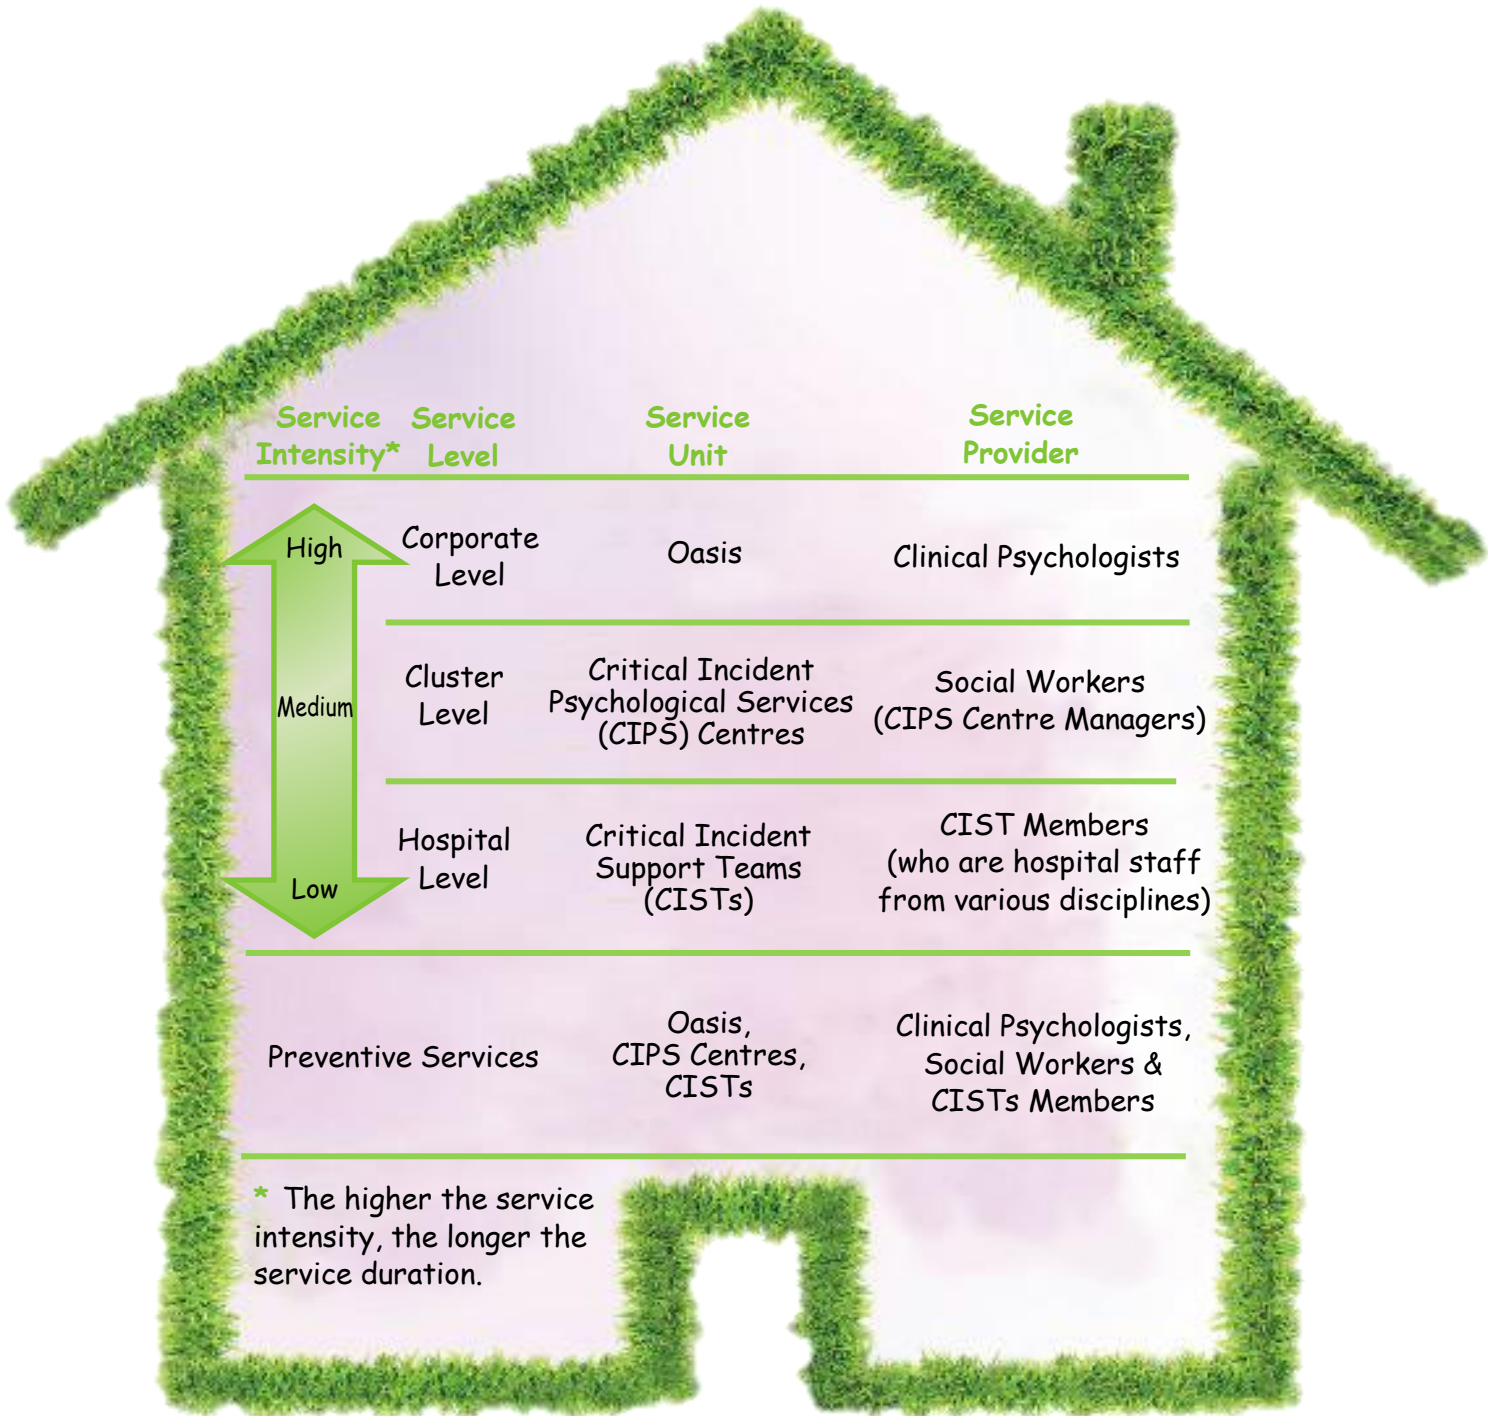 Service
Intensity*
Service
Level
Service
Unit
Service
Provider
High
Corporate
Level
Oasis
Clinical Psychologists
Medium
Cluster
Level
Critical Incident
Psychological Services
(CIPS) Centres
Social Workers
(CIPS Centre Managers)
Low
Hospital
Level
Critical Incident
Support Teams
(CISTs)
CIST Members
(who are hospital staff
from various disciplines)
Preventive Services
Oasis,
CIPS Centres,
CISTs
Clinical Psychologists,
Social Workers &
CISTs Members
* The higher the service
intensity, the longer the
service duration.